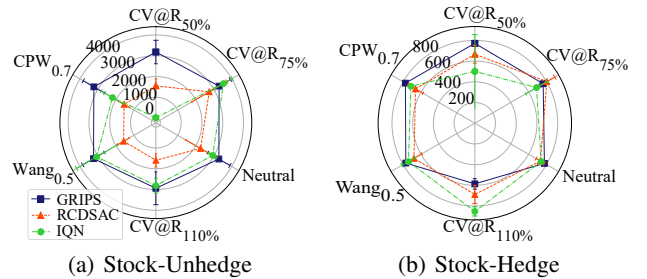 CV@R50%
4000
3000
2000
1000
0
CV@R75%
CPW0.7
Wang0.5
Neutral
CV@R110%
GRIPS
RCDSAC
IQN
(a) Stock-Unhedge
CV@R50%
800
600
400
200
CV@R75%
CPW0.7
Wang0.5
Neutral
CV@R110%
(b) Stock-Hedge